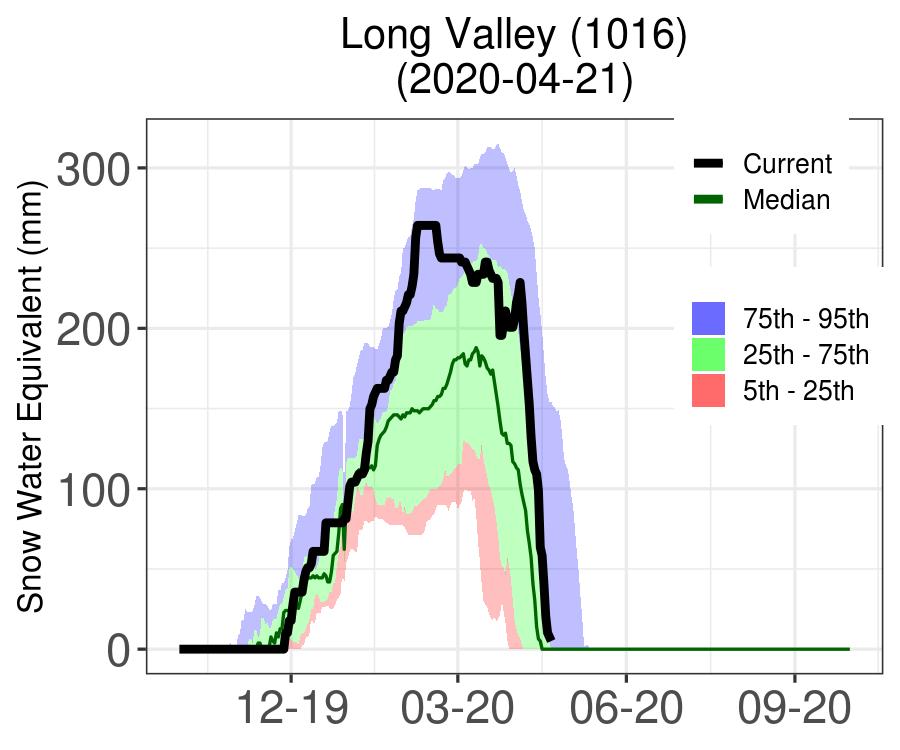 Long Valley (1016)
(2020-04-21)
Snow Water Equivalent (mm)
300
200
100
0
12-19
03-20
06-20
09-20
Current
Median
75th - 95th
25th - 75th
5th - 25th